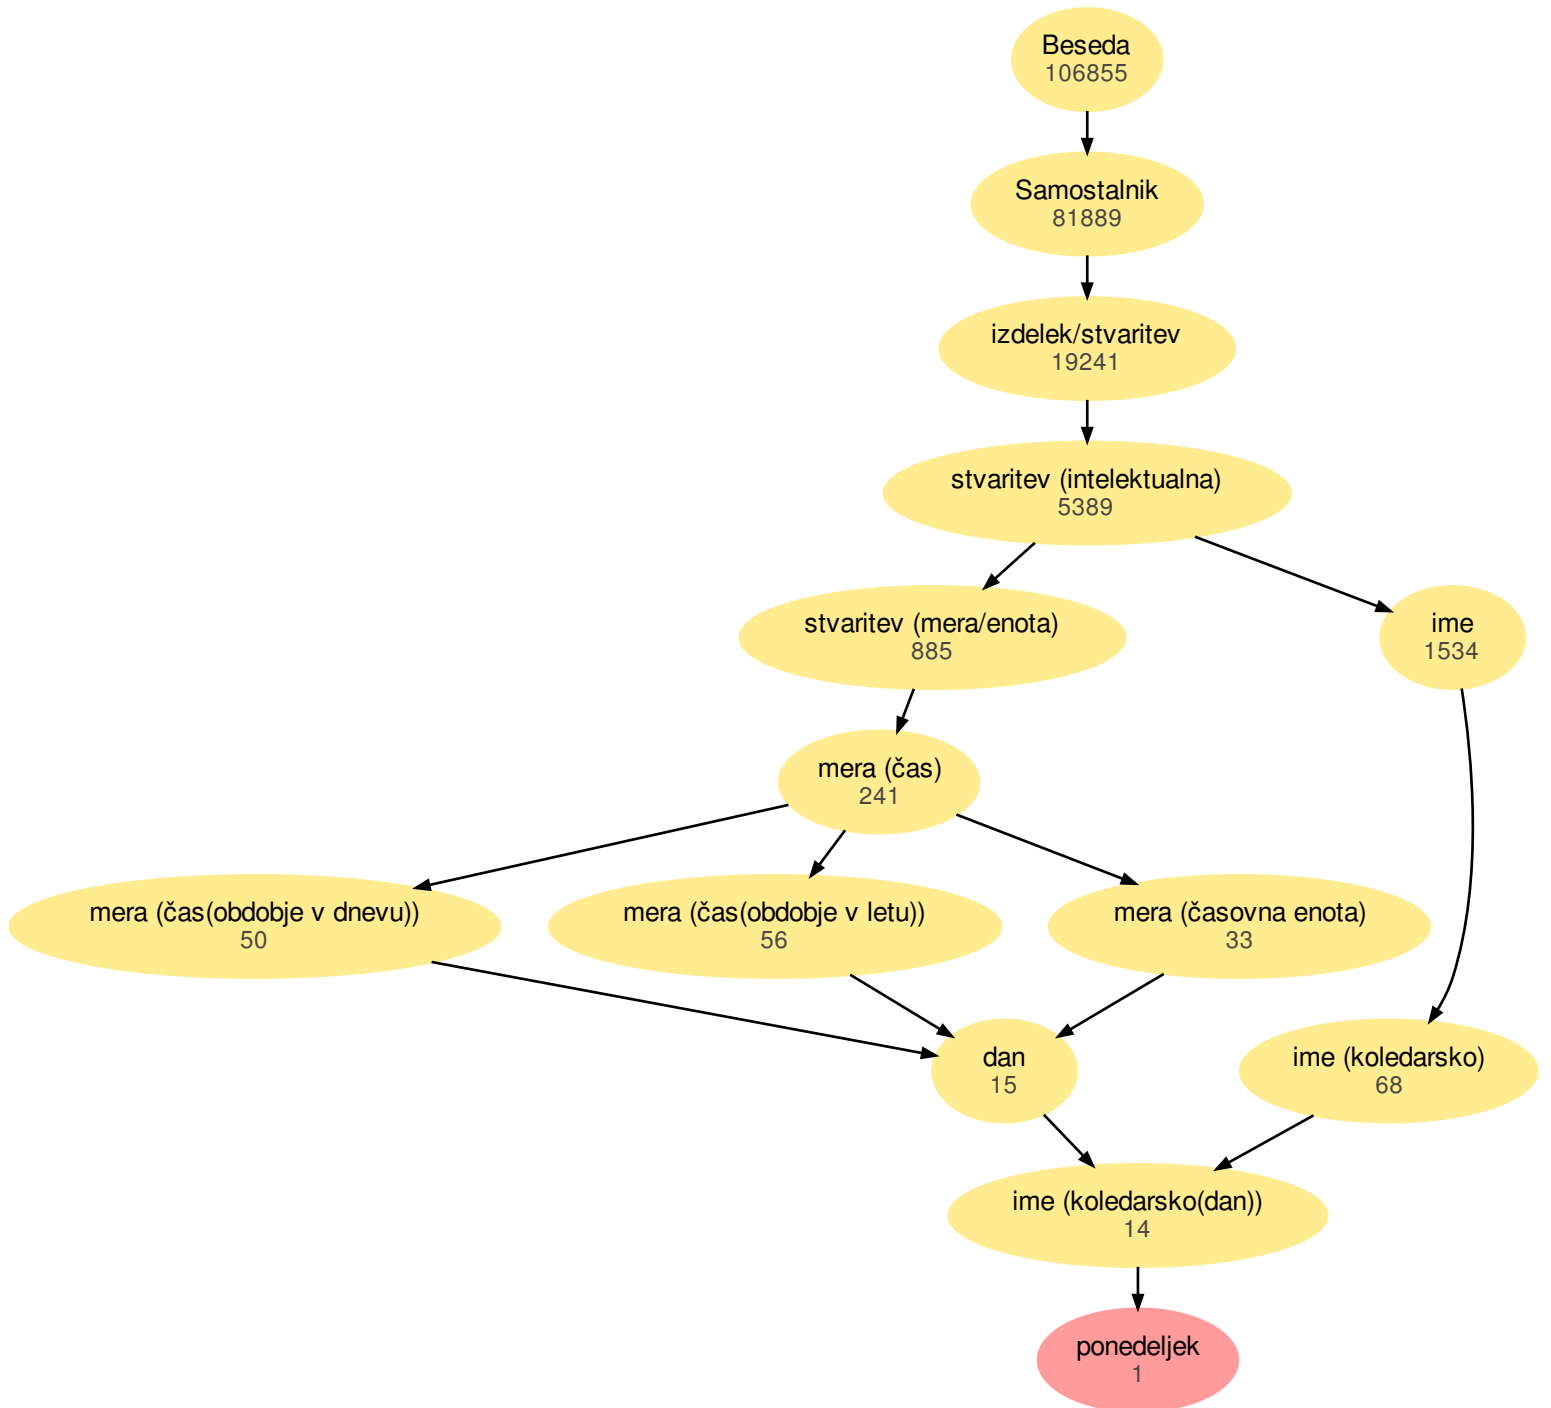 Beseda
106855
Samostalnik
81889
izdelek/stvaritev
19241
stvaritev (intelektualna)
5389
stvaritev (mera/enota)
885
ime
1534
mera (čas)
241
mera (čas(obdobje v dnevu))
50
mera (čas(obdobje v letu))
56
mera (časovna enota)
33
dan
15
ime (koledarsko)
68
ime (koledarsko(dan))
14
ponedeljek
1